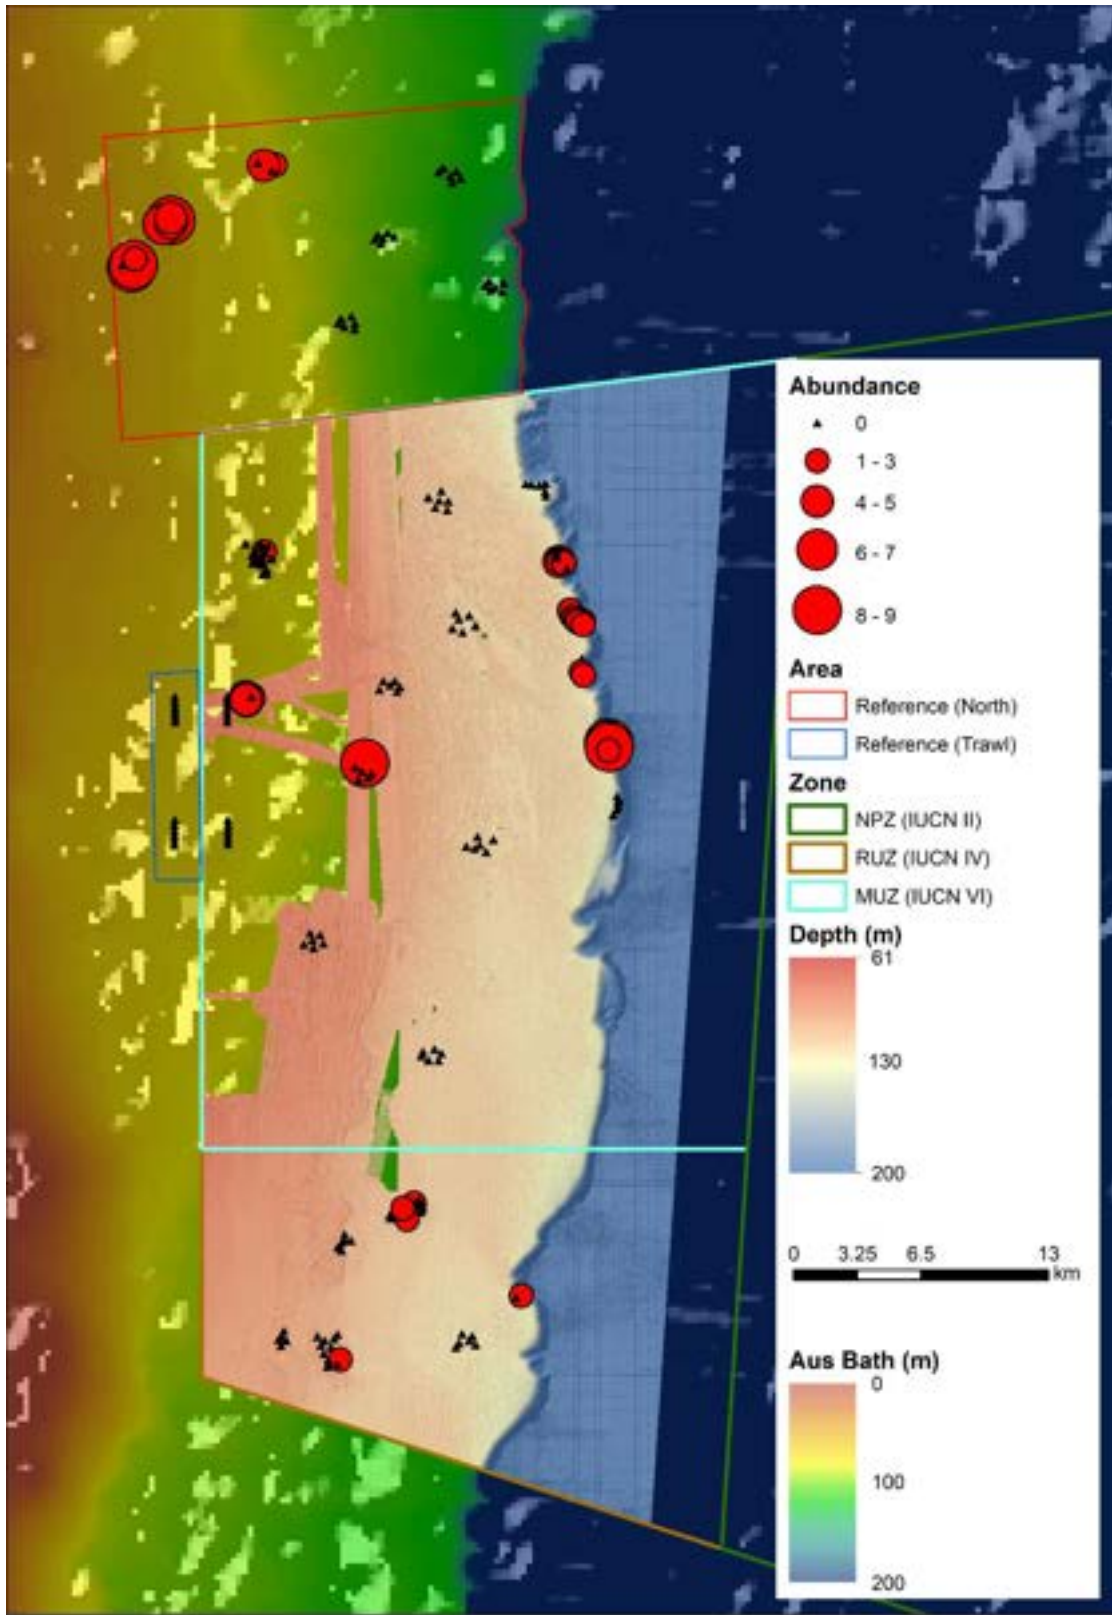 Abundance
0
1 - 3
4 - 5
6 - 7
8 - 9
Area
Reference (North)
Reference (Trawl)
Zone
NPZ (IUCN II)
RUZ (IUCN IV)
MUZ (IUCN VI)
Depth (m)
61
130
200
0 3.25 6.5 13
km
Aus Bath (m)
0
100
200